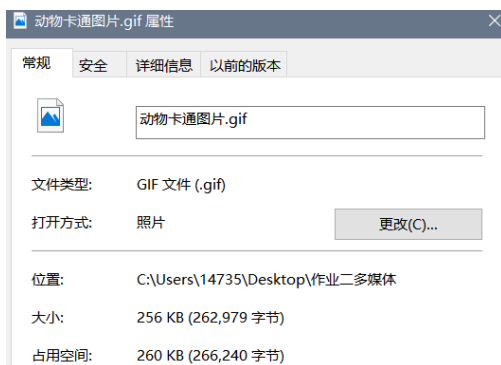 动物卡通图片.gif 属性
常规 安全 详细信息 以前的版本
动物卡通图片.gif
文件类型: GIF 文件 (.gif)
打开方式: 照片 更改(C)...
位置: C:\Users\14735\Desktop\作业二多媒体
大小: 256 KB (262,979 字节)
占用空间: 260 KB (266,240 字节)